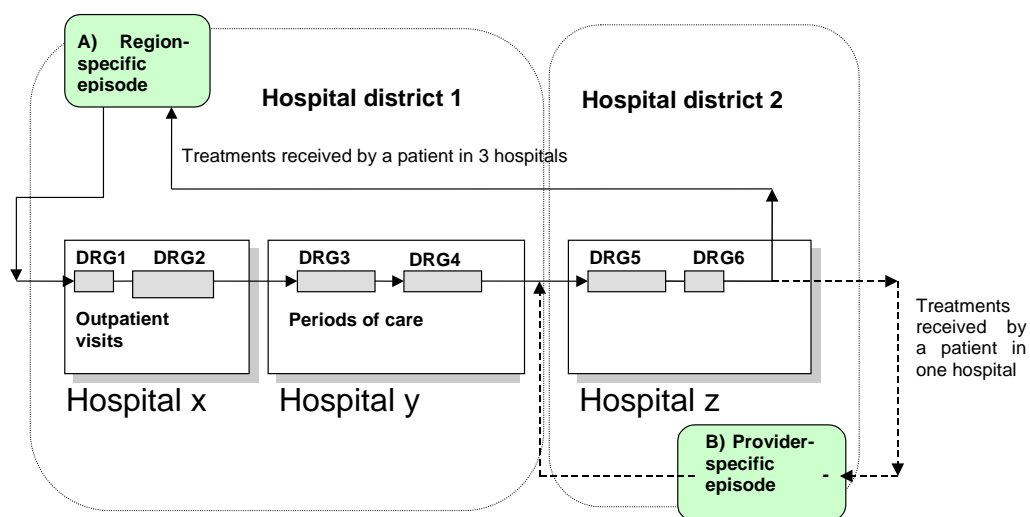 A) Region-
specific
episode
Hospital district 1
Hospital district 2
Treatments received by a patient in 3 hospitals
DRG1
DRG2
DRG3
DRG4
DRG5
DRG6
Outpatient
visits
Periods of care
Treatments
received by
a patient in
one hospital
Hospital x
Hospital y
Hospital z
B) Provider-
specific
episode